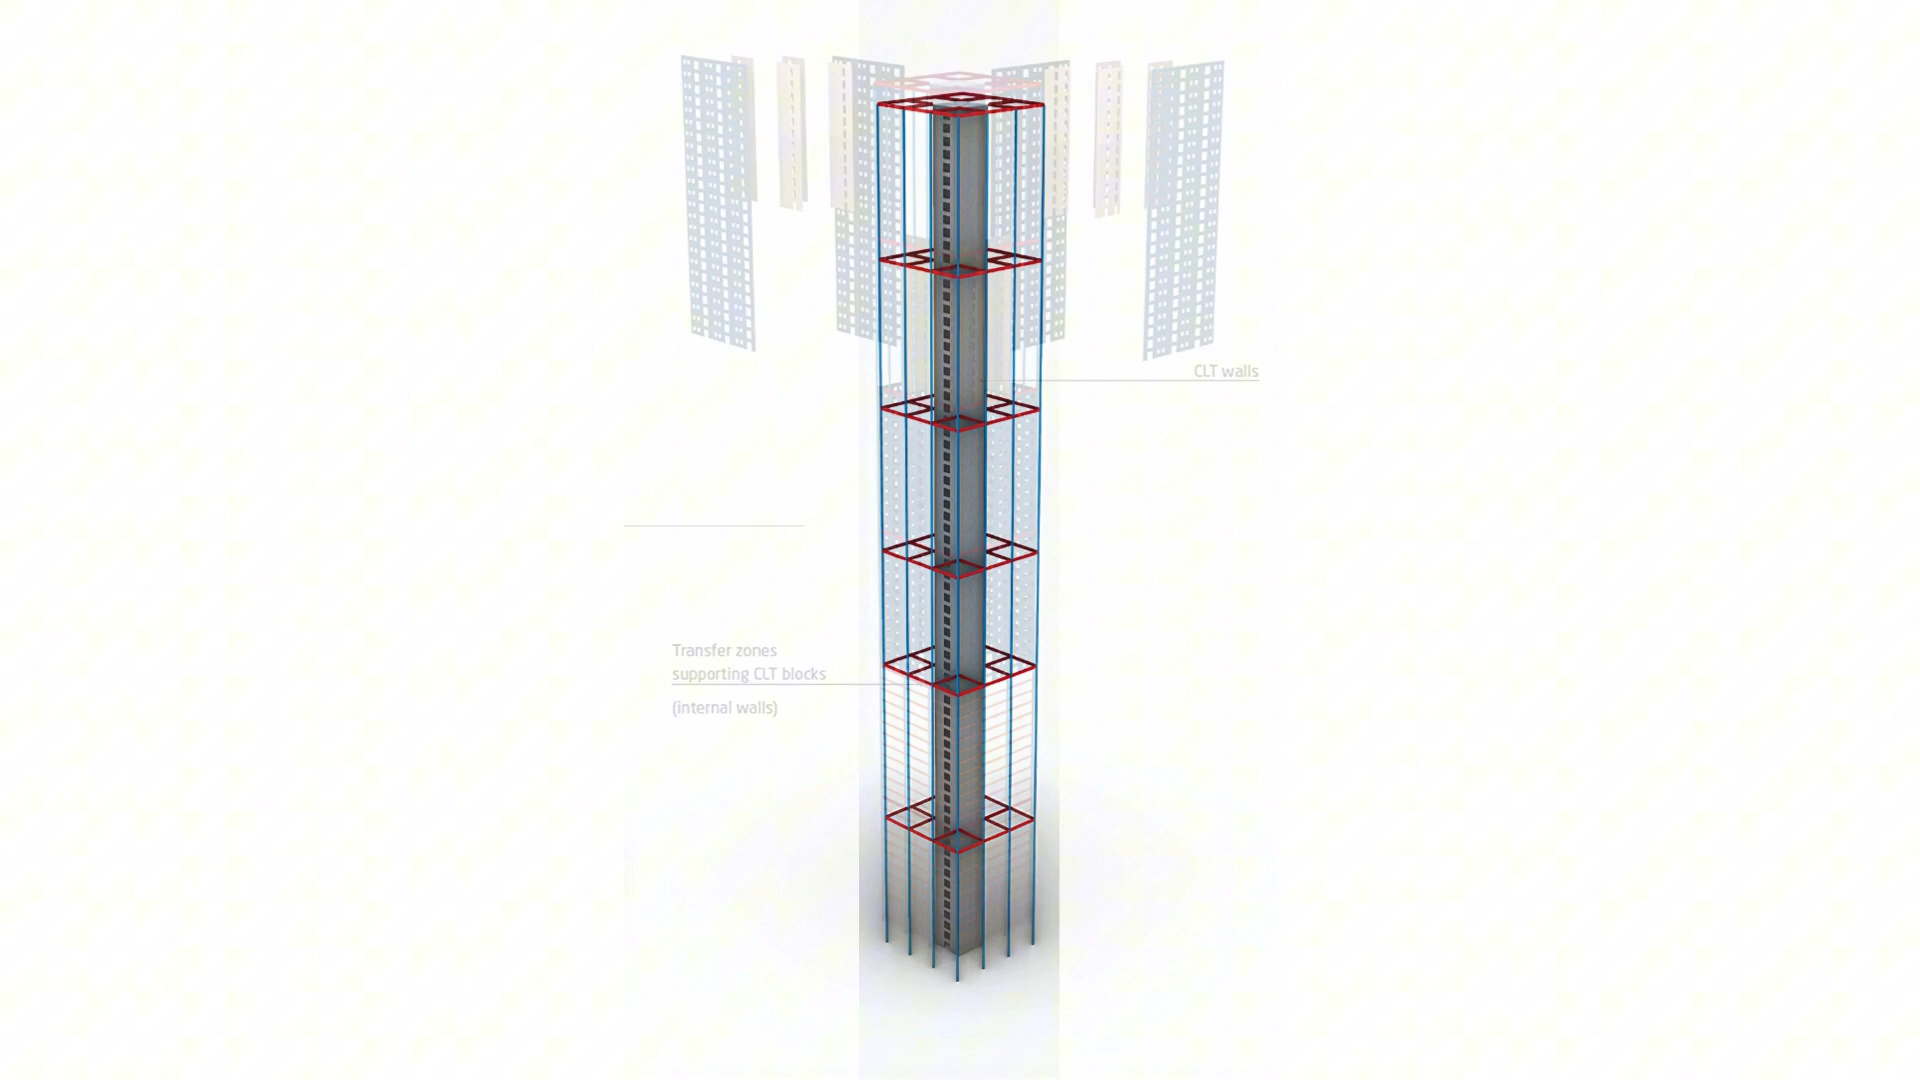 CLT walls
Transfer zones
supporting CLT blocks
(internal walls)